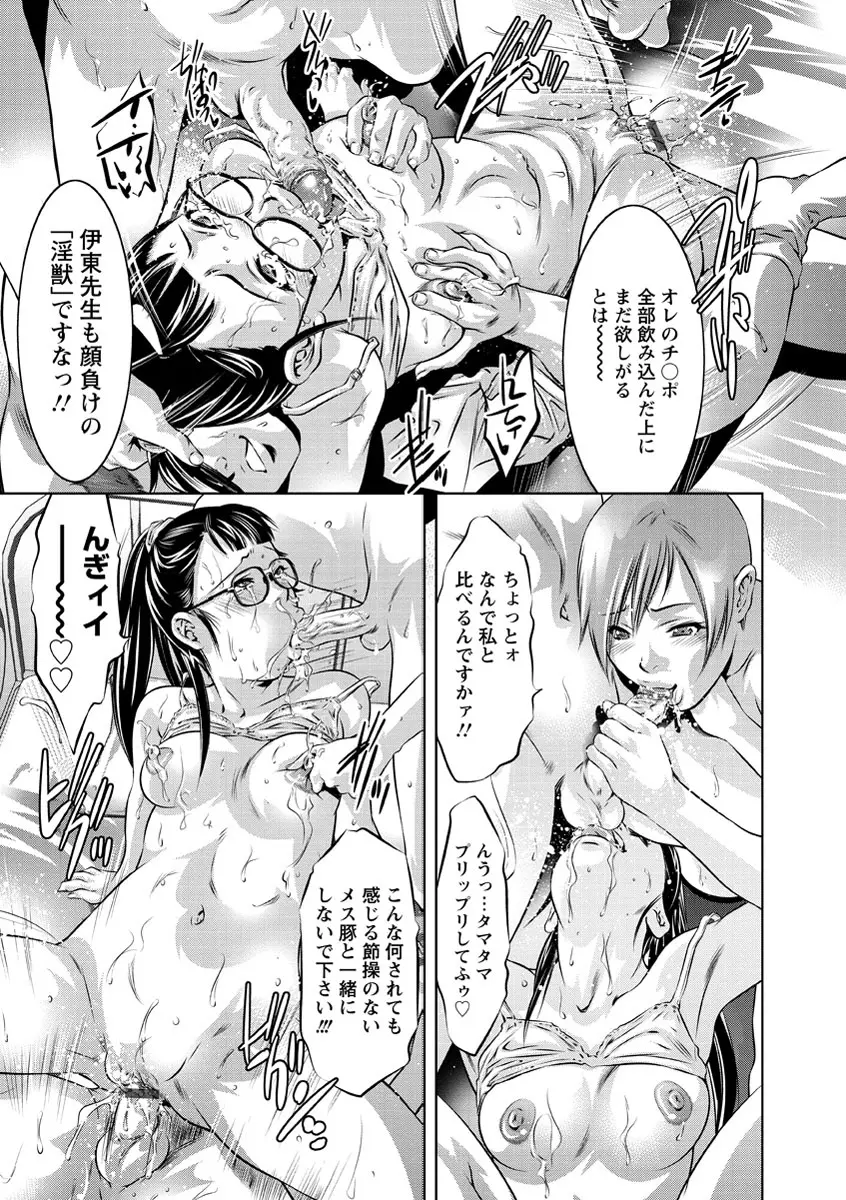 オレのチ○ポ
全部飲み込んだ上に
まだ欲しがる
とは〜〜〜〜
伊東先生も顔負けの
「淫獣」ですなっ!!
ちょっとォ
なんで私と
比べるんですかァ!!
んうっ…タマタマ
プリップリしてふぅ♡
んぎィイ
〜〜〜〜♡♡
こんな何されても
感じる節操のない
メス豚と一緒に
しないで下さい!!!